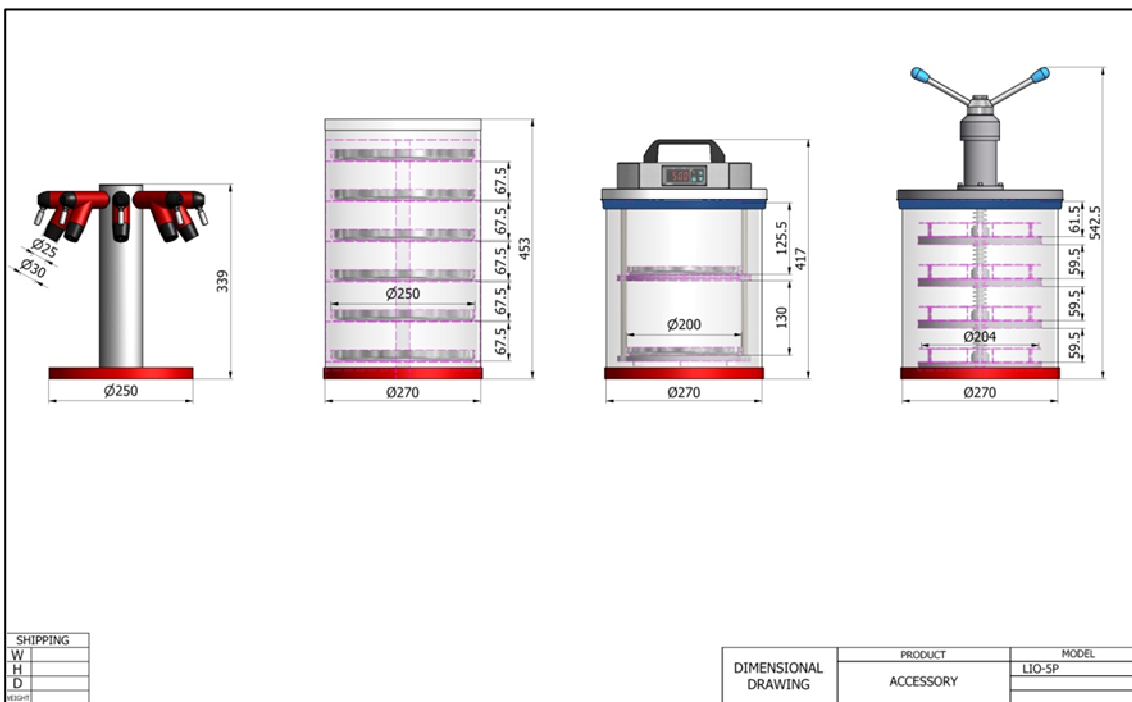 Ø25
Ø30
339
Ø250
67.5
67.5
67.5
67.5
67.5
453
Ø250
Ø270
500
125.5
417
130
Ø200
Ø270
61.5
542.5
59.5
59.5
59.5
Ø204
Ø270
SHIPPING
W
H
D
WEIGHT
DIMENSIONAL
DRAWING
PRODUCT
ACCESSORY
MODEL
LIO-5P